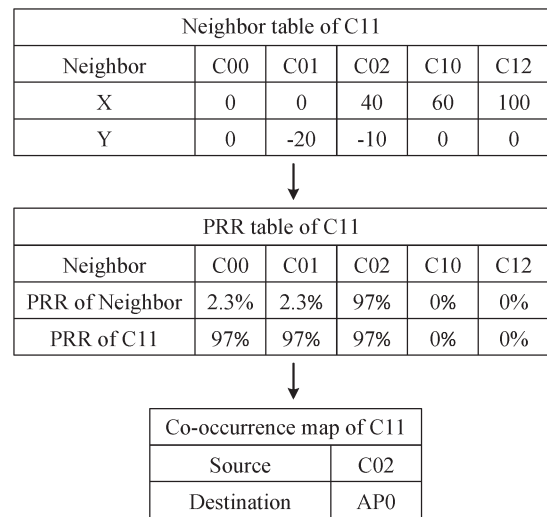 Neighbor table of C11
Neighbor C00 C01 C02 C10 C12
X 0 0 40 60 100
Y 0 -20 -10 0 0
PRR table of C11
Neighbor C00 C01 C02 C10 C12
PRR of Neighbor 2.3% 2.3% 97% 0% 0%
PRR of C11 97% 97% 97% 0% 0%
Co-occurrence map of C11
Source C02
Destination AP0